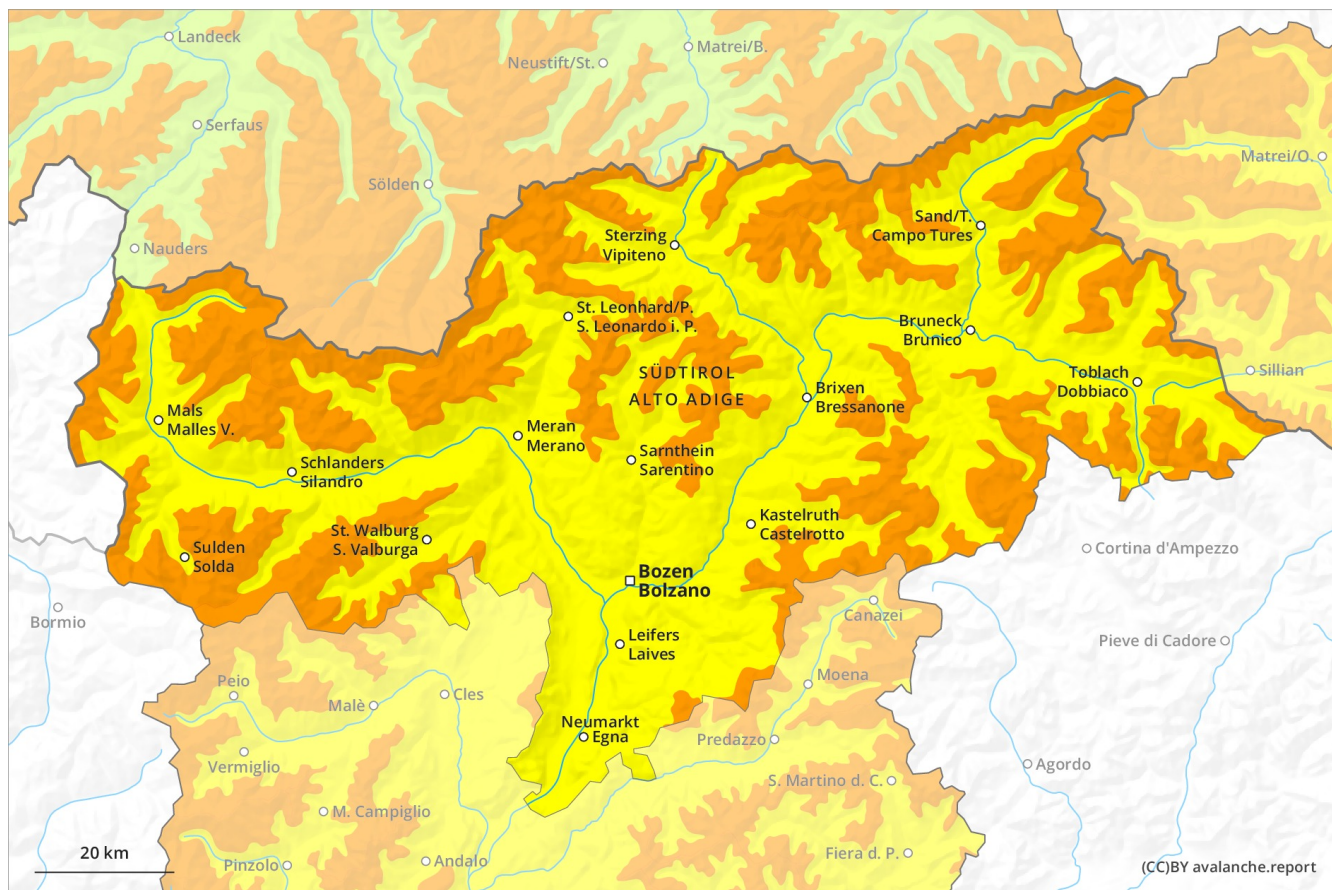 Landeck
Matrei/B.
Neustift/St.
Serfaus
Matrei/O.
Sölden
Sand/T.
Campo Tures
Sterzing
Vipiteno
Nauders
St. Leonhard/P.
S. Leonardo i. P.
Bruneck
Brunico
SÜDTIROL
ALTO ADIGE
Toblach
Dobbiaco
Sillian
Brixen
Bressanone
Mals
Malles V.
Meran
Merano
Schlanders
Silandro
Sarnthein
Sarentino
Kastelruth
Castelrotto
St. Walburg
S. Valburga
Sulden
Solda
Cortina d'Ampezzo
Bozen
Bolzano
Bormio
Canazei
Leifers
Laives
Pieve di Cadore
Peio
Moena
Malè
Cles
Neumarkt
Egna
Predazzo
Vermiglio
Agordo
S. Martino d. C.
M. Campiglio
20 km
Pinzolo
Andalo
Fiera d. P.
(CC)BY avalanche.report